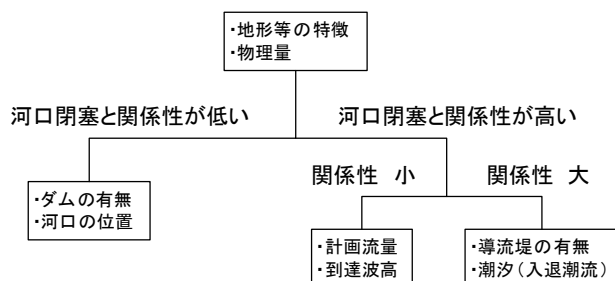 ・地形等の特徴
・物理量
河口閉塞と関係性が低い
河口閉塞と関係性が高い
・ダムの有無
・河口の位置
関係性 小
関係性 大
・計画流量
・到達波高
・導流堤の有無
・潮汐(入退潮流)